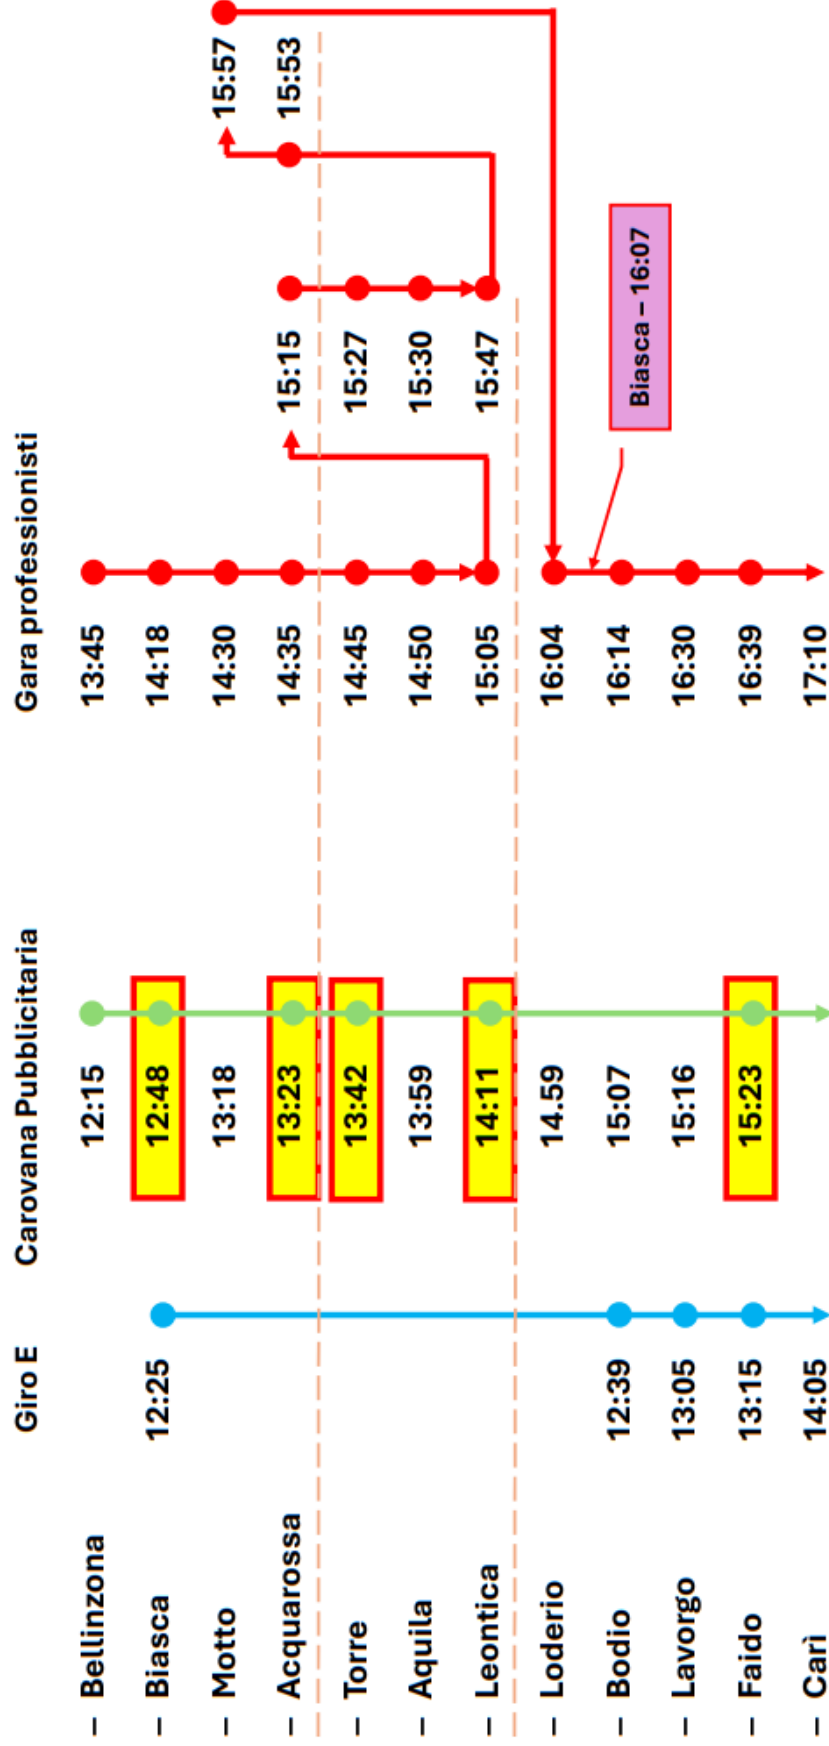 Giro E Carovana Pubblicitaria Gara professionisti
– Bellinzona 12:15 13:45
– Biasca 12:25 12:48 14:18
– Motto 13:18 14:30 15:57
– Acquarossa 13:23 14:35 15:15 15:53
– Torre 13:42 14:45 15:27
– Aquila 13:59 14:50 15:30
– Leontica 14:11 15:05 15:47
– Loderio 14.59 16:04
– Bodio 12:39 15:07 16:14
Biasca – 16:07
– Lavorgo 13:05 15:16 16:30
– Faido 13:15 15:23 16:39
– Carì 14:05 17:10